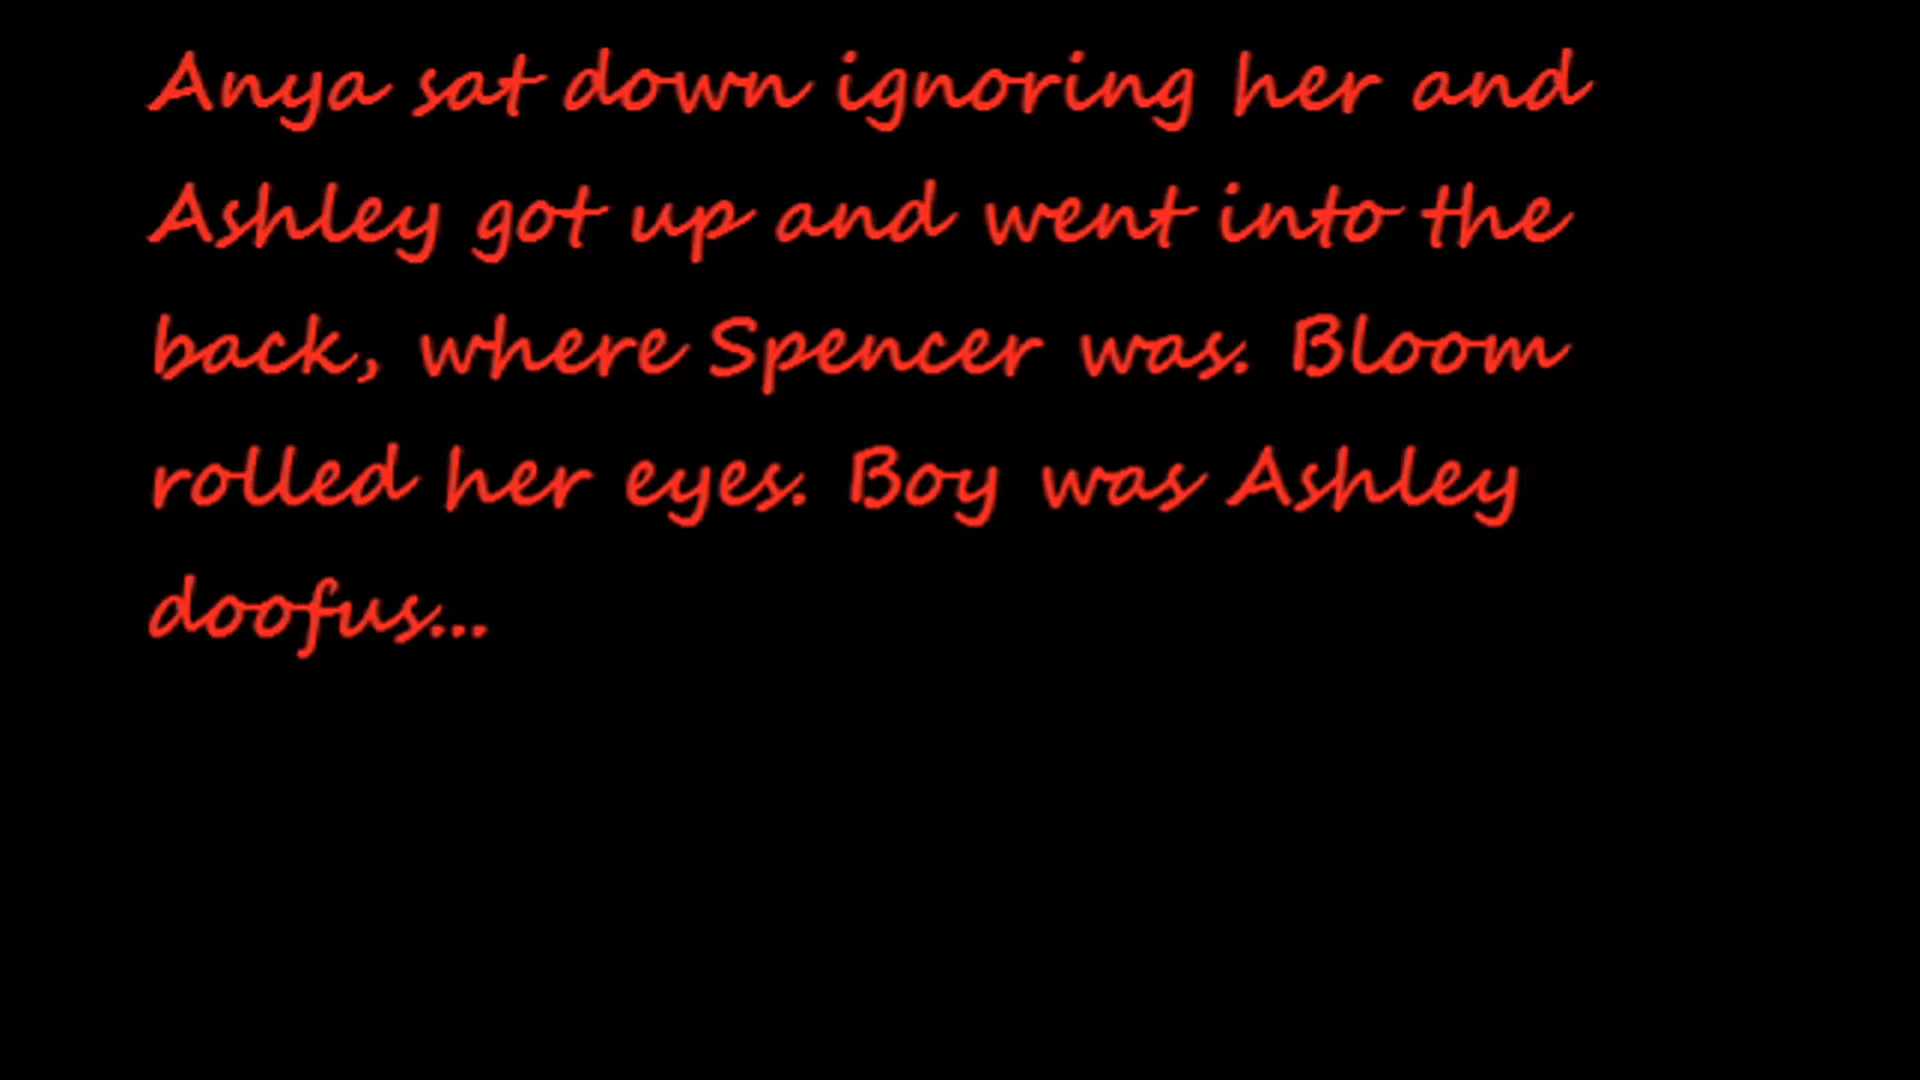 Anya sat down ignoring her and
Ashley got up and went into the
back, where Spencer was. Bloom
rolled her eyes. Boy was Ashley
doofus...